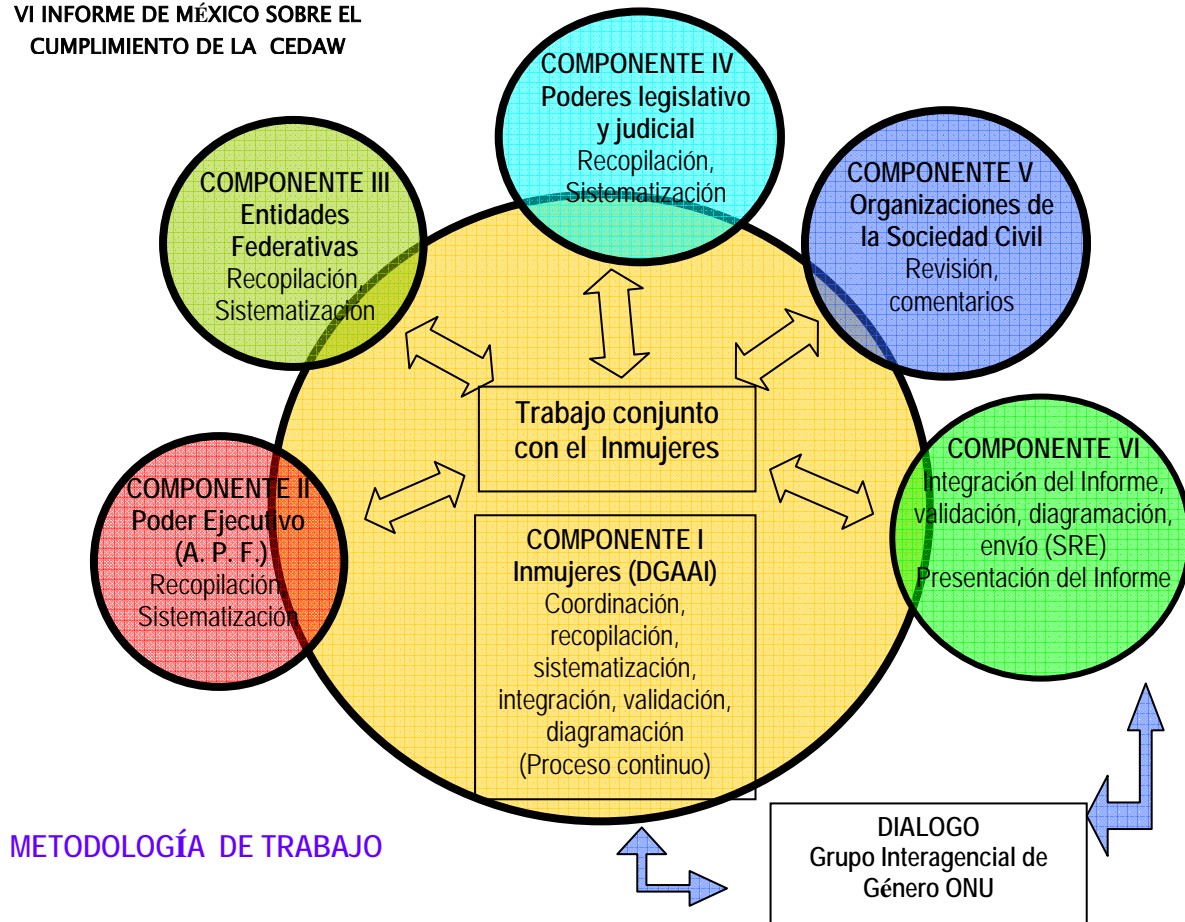 VI INFORME DE MÉXICO SOBRE EL
CUMPLIMIENTO DE LA CEDAW
COMPONENTE IV
Poderes legislativo
y judicial
Recopilación,
Sistematización
COMPONENTE III
Entidades
Federativas
Recopilación,
Sistematización
COMPONENTE V
Organizaciones de
la Sociedad Civil
Revisión,
comentarios
Trabajo conjunto
con el Inmujeres
COMPONENTE II
Poder Ejecutivo
(A. P. F.)
Recopilación,
Sistematización
COMPONENTE VI
Integración del Informe,
validación, diagramación,
envío (SRE)
Presentación del Informe
COMPONENTE I
Inmujeres (DGAAI)
Coordinación,
recopilación,
sistematización,
integración, validación,
diagramación
(Proceso continuo)
METODOLOGÍA DE TRABAJO
DIALOGO
Grupo Interagencial de
Género ONU